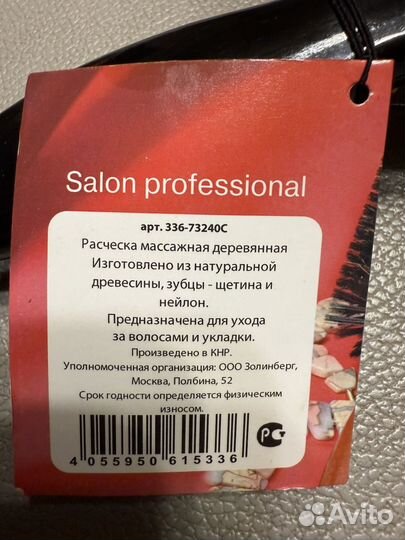 Salon professional
арт. 336-73240С
Расческа массажная деревянная
Изготовлено из натуральной
древесины, зубцы - щетина и
нейлон.
Предназначена для ухода
за волосами и укладки.
Произведено в КНР.
Уполномоченная организация: ООО Золинберг,
Москва, Полбина, 52
Срок годности определяется физическим
износом.
4 055950 615336
РСТ
Avito